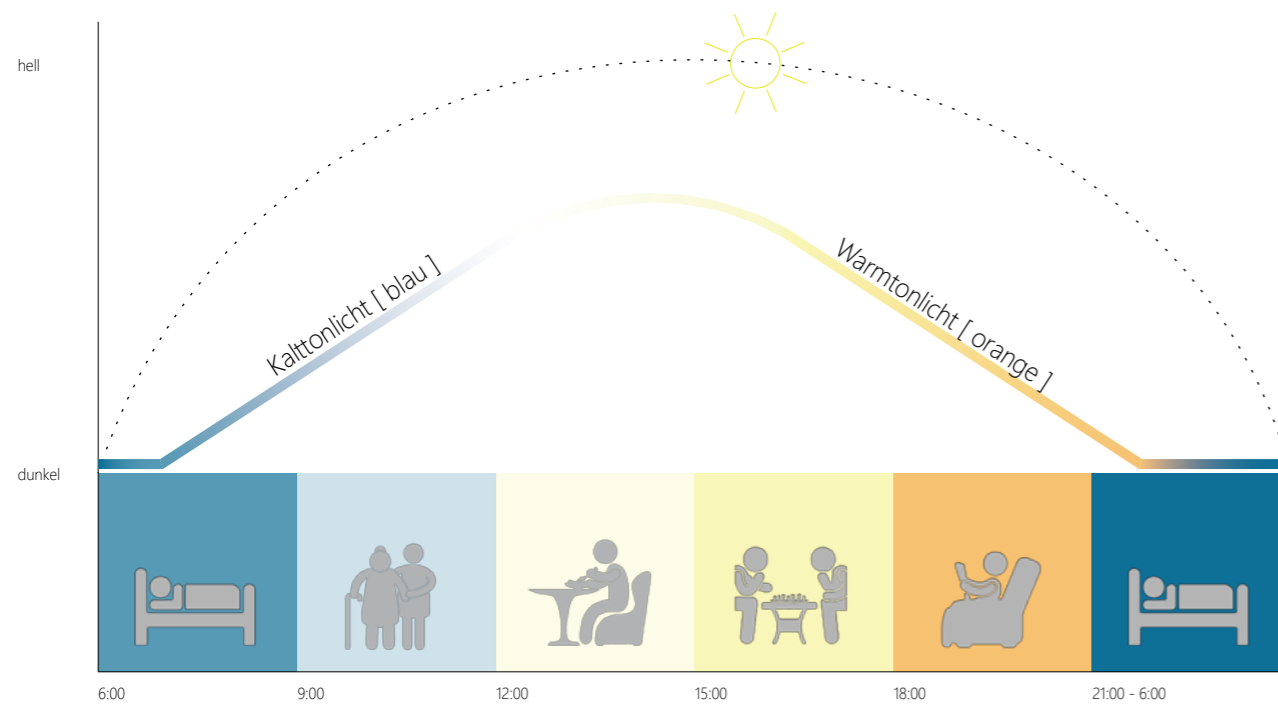 hell
Kalttonlicht [ blau ]
Warmtonlicht [ orange ]
dunkel
6:00
9:00
12:00
15:00
18:00
21:00 - 6:00